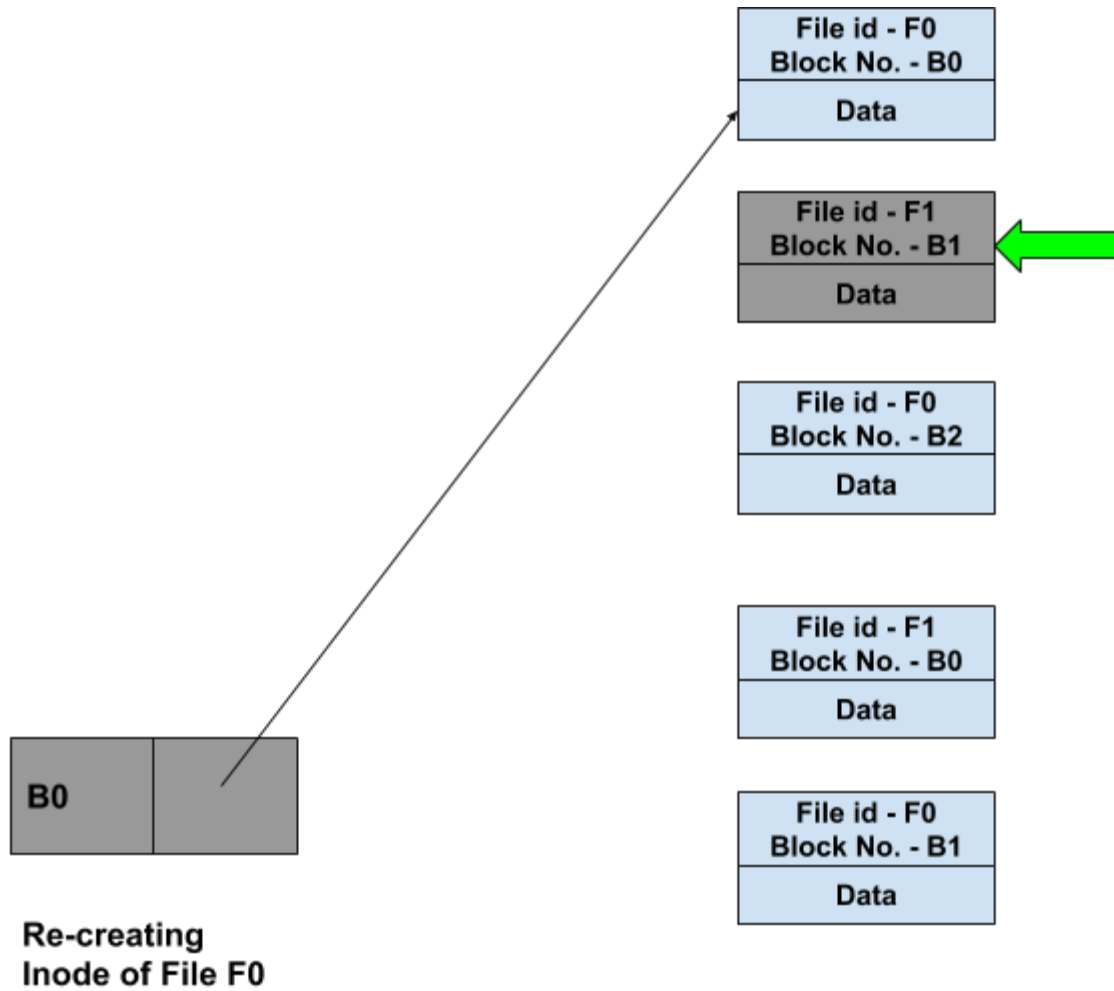 File id - F0
Block No. - B0
Data
File id - F1
Block No. - B1
Data
File id - F0
Block No. - B2
Data
File id - F1
Block No. - B0
Data
B0
File id - F0
Block No. - B1
Data
Re-creating
Inode of File F0